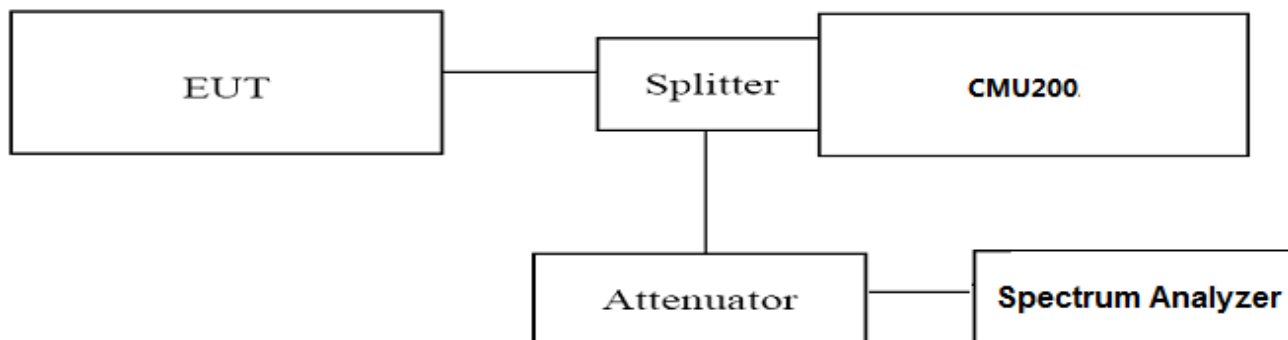 EUT
Splitter
CMU200
Attenuator
Spectrum Analyzer